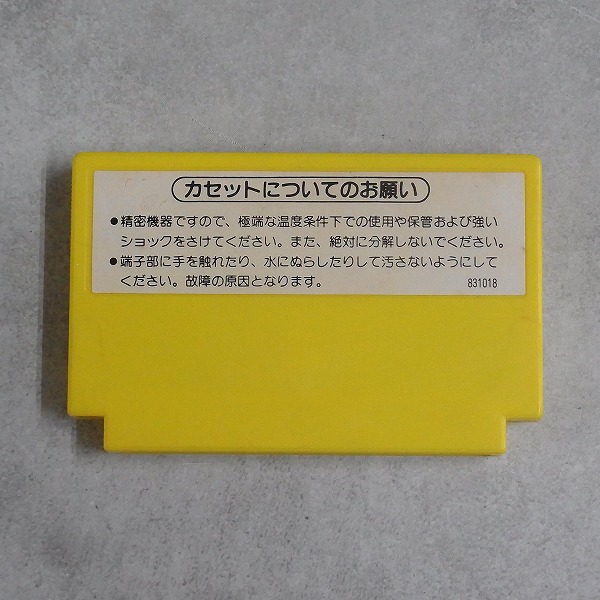 カセットについてのお願い
●精密機器ですので、極端な温度条件下での使用や保管および強い
ショックをさけてください。また、絶対に分解しないでください。
●端子部に手を触れたり、水にぬらしたりして汚さないようにして
ください。故障の原因となります。
831018